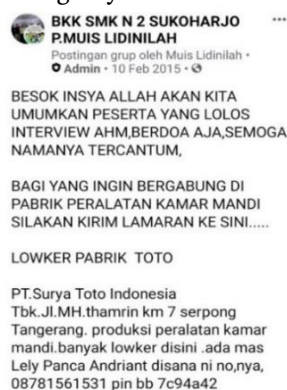 BKK SMK N 2 SUKOHARJO
P.MUIS LIDINILAH
Postingan grup oleh Muis Lidinilah •
Admin • 10 Feb 2015 •
BESOK INSYA ALLAH AKAN KITA
UMUMKAN PESERTA YANG LOLOS
INTERVIEW AHM,BERDOA AJA,SEMOGA
NAMANYA TERCANTUM,
BAGI YANG INGIN BERGABUNG DI
PABRIK PERALATAN KAMAR MANDI
SILAKAN KIRIM LAMARAN KE SINI.....
LOWKER PABRIK TOTO
PT.Surya Toto Indonesia
Tbk.Jl.MH.thamrin km 7 serpong
Tangerang. produksi peralatan kamar
mandi.banyak lowker disini .ada mas
Lely Panca Andriant disana ni no,nya,
08781561531 pin bb 7c94a42